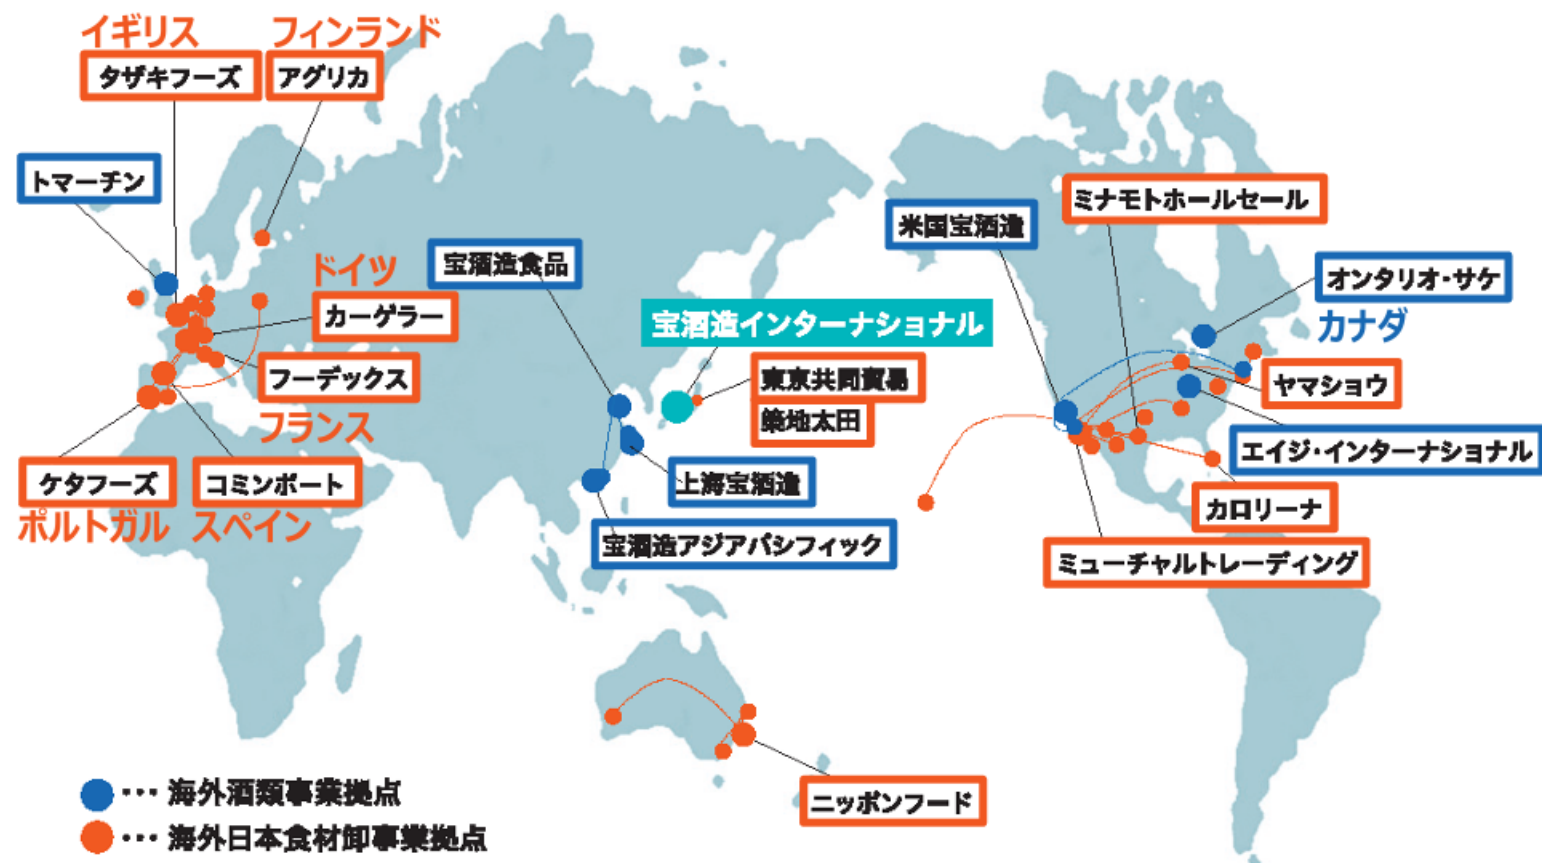 イギリス
フィンランド
タザキフーズ
アグリカ
トマーチン
ミナモトホールセール
米国宝酒造
宝酒造食品
ドイツ
オンタリオ・サケ
カーゲラー
宝酒造インターナショナル
カナダ
フーデックス
東京共同貿易
ヤマショウ
築地太田
フランス
エイジ・インターナショナル
ケタフーズ
コミンポート
上海宝酒造
カロリーナ
ポルトガル
スペイン
宝酒造アジアパシフィック
ミューチャルトレーディング
ニッポンフード
・・・ 海外酒類事業拠点
・・・ 海外日本食材卸事業拠点